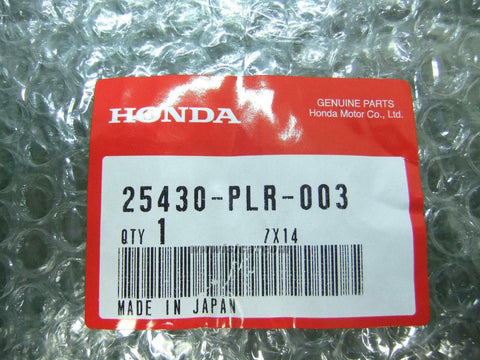 HONDA
GENUINE PARTS
Honda Motor Co., Ltd.
25430-PLR-003
QTY 1 7X14
MADE IN JAPAN